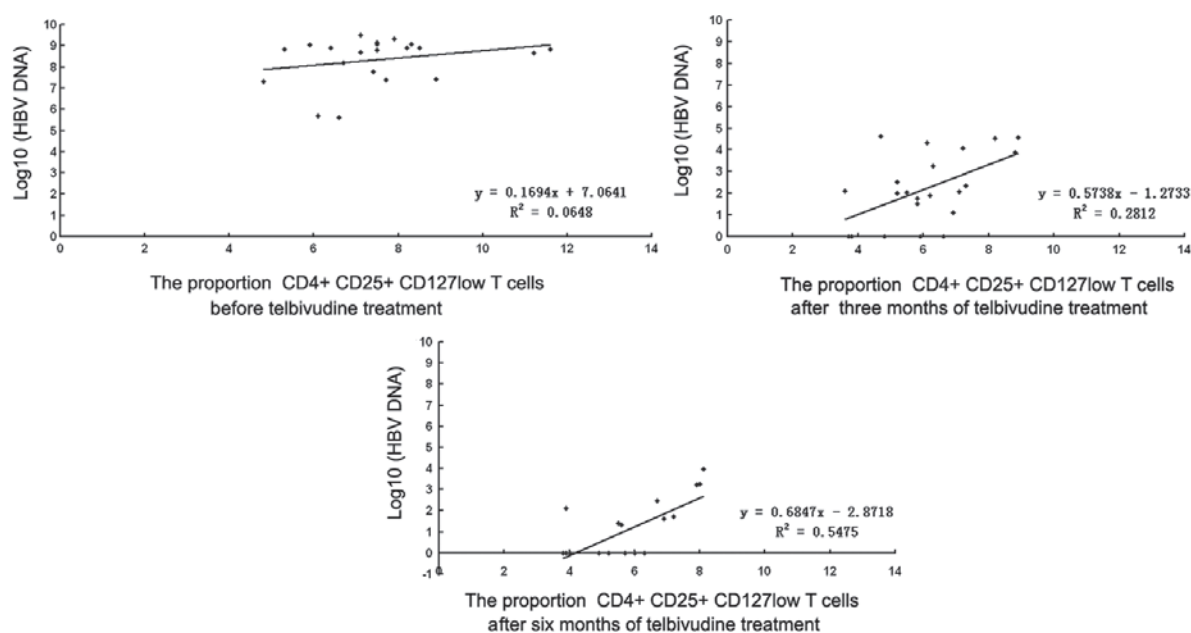 Log10 (HBV DNA)
10
9
8
7
6
5
4
3
2
1
0
0 2 4 6 8 10 12 14
y = 0.1694x + 7.0641
R² = 0.0648
The proportion CD4+ CD25+ CD127low T cells
before telbivudine treatment
Log10 (HBV DNA)
10
9
8
7
6
5
4
3
2
1
0
0 2 4 6 8 10 12 14
y = 0.5738x - 1.2733
R² = 0.2812
The proportion CD4+ CD25+ CD127low T cells
after three months of telbivudine treatment
Log10 (HBV DNA)
10
9
8
7
6
5
4
3
2
1
0
-1
0 2 4 6 8 10 12 14
y = 0.6847x - 2.8718
R² = 0.5475
The proportion CD4+ CD25+ CD127low T cells
after six months of telbivudine treatment